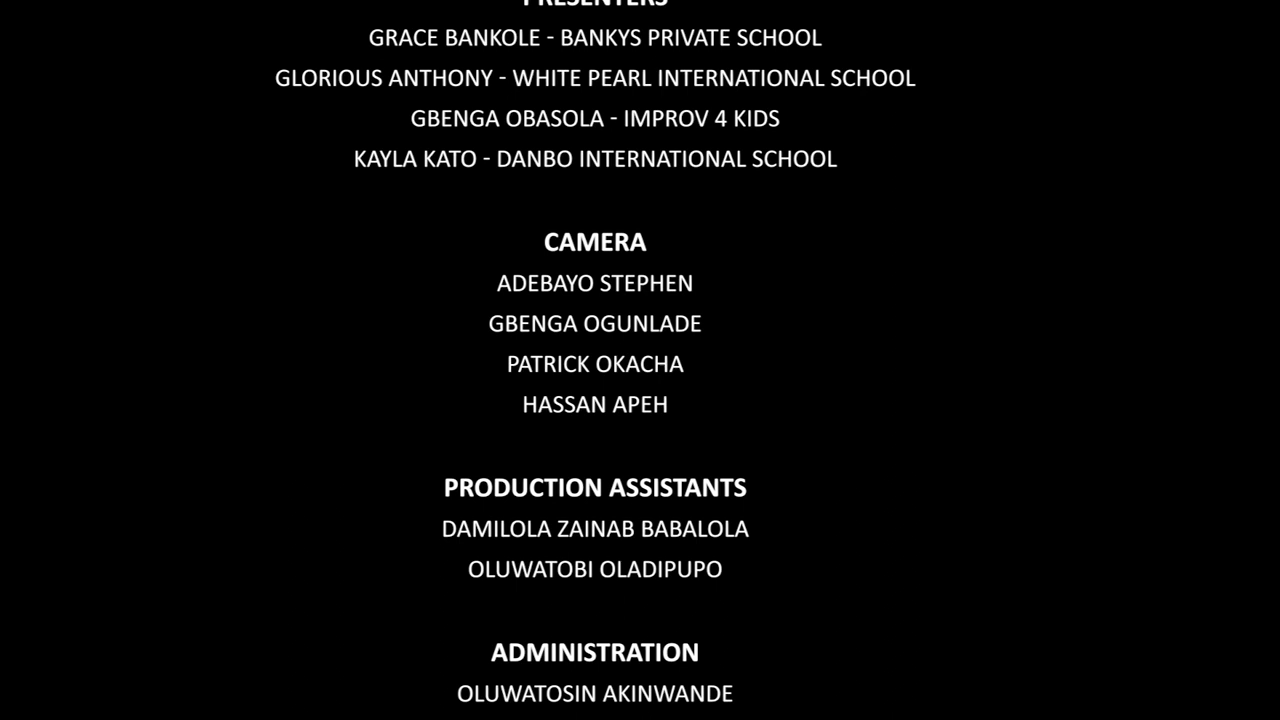 PRESENTERS
GRACE BANKOLE - BANKYS PRIVATE SCHOOL
GLORIOUS ANTHONY - WHITE PEARL INTERNATIONAL SCHOOL
GBENGA OBASOLA - IMPROV 4 KIDS
KAYLA KATO - DANBO INTERNATIONAL SCHOOL
CAMERA
ADEBAYO STEPHEN
GBENGA OGUNLADE
PATRICK OKACHA
HASSAN APEH
PRODUCTION ASSISTANTS
DAMILOLA ZAINAB BABALOLA
OLUWATOBI OLADIPUPO
ADMINISTRATION
OLUWATOSIN AKINWANDE